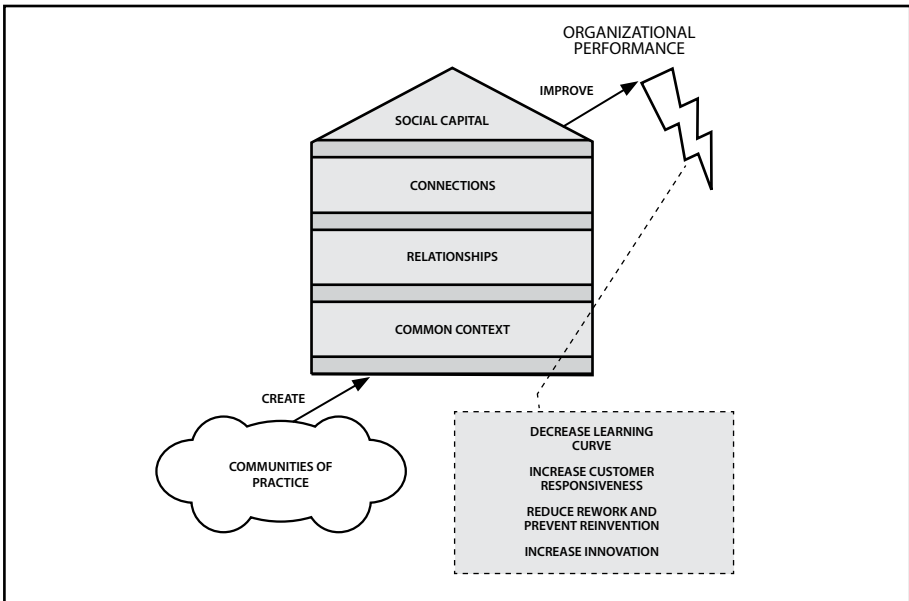 ORGANIZATIONAL
PERFORMANCE
IMPROVE
SOCIAL CAPITAL
CONNECTIONS
RELATIONSHIPS
COMMON CONTEXT
CREATE
COMMUNITIES OF
PRACTICE
DECREASE LEARNING
CURVE
INCREASE CUSTOMER
RESPONSIVENESS
REDUCE REWORK AND
PREVENT REINVENTION
INCREASE INNOVATION